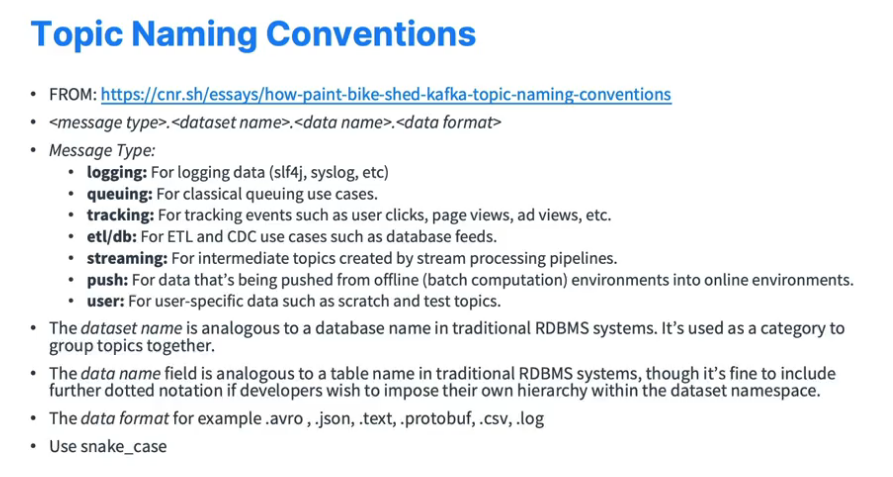 Topic Naming Conventions
• FROM: https://cnr.sh/essays/how-paint-bike-shed-kafka-topic-naming-conventions
• <message type>.<dataset name>.<data name>.<data format>
• Message Type:
• logging: For logging data (slf4j, syslog, etc)
• queuing: For classical queuing use cases.
• tracking: For tracking events such as user clicks, page views, ad views, etc.
• etl/db: For ETL and CDC use cases such as database feeds.
• streaming: For intermediate topics created by stream processing pipelines.
• push: For data that's being pushed from offline (batch computation) environments into online environments.
• user: For user-specific data such as scratch and test topics.
• The dataset name is analogous to a database name in traditional RDBMS systems. It's used as a category to
group topics together.
• The data name field is analogous to a table name in traditional RDBMS systems, though it's fine to include
further dotted notation if developers wish to impose their own hierarchy within the dataset namespace.
• The data format for example .avro , .json, .text, .protobuf, .csv, .log
• Use snake_case